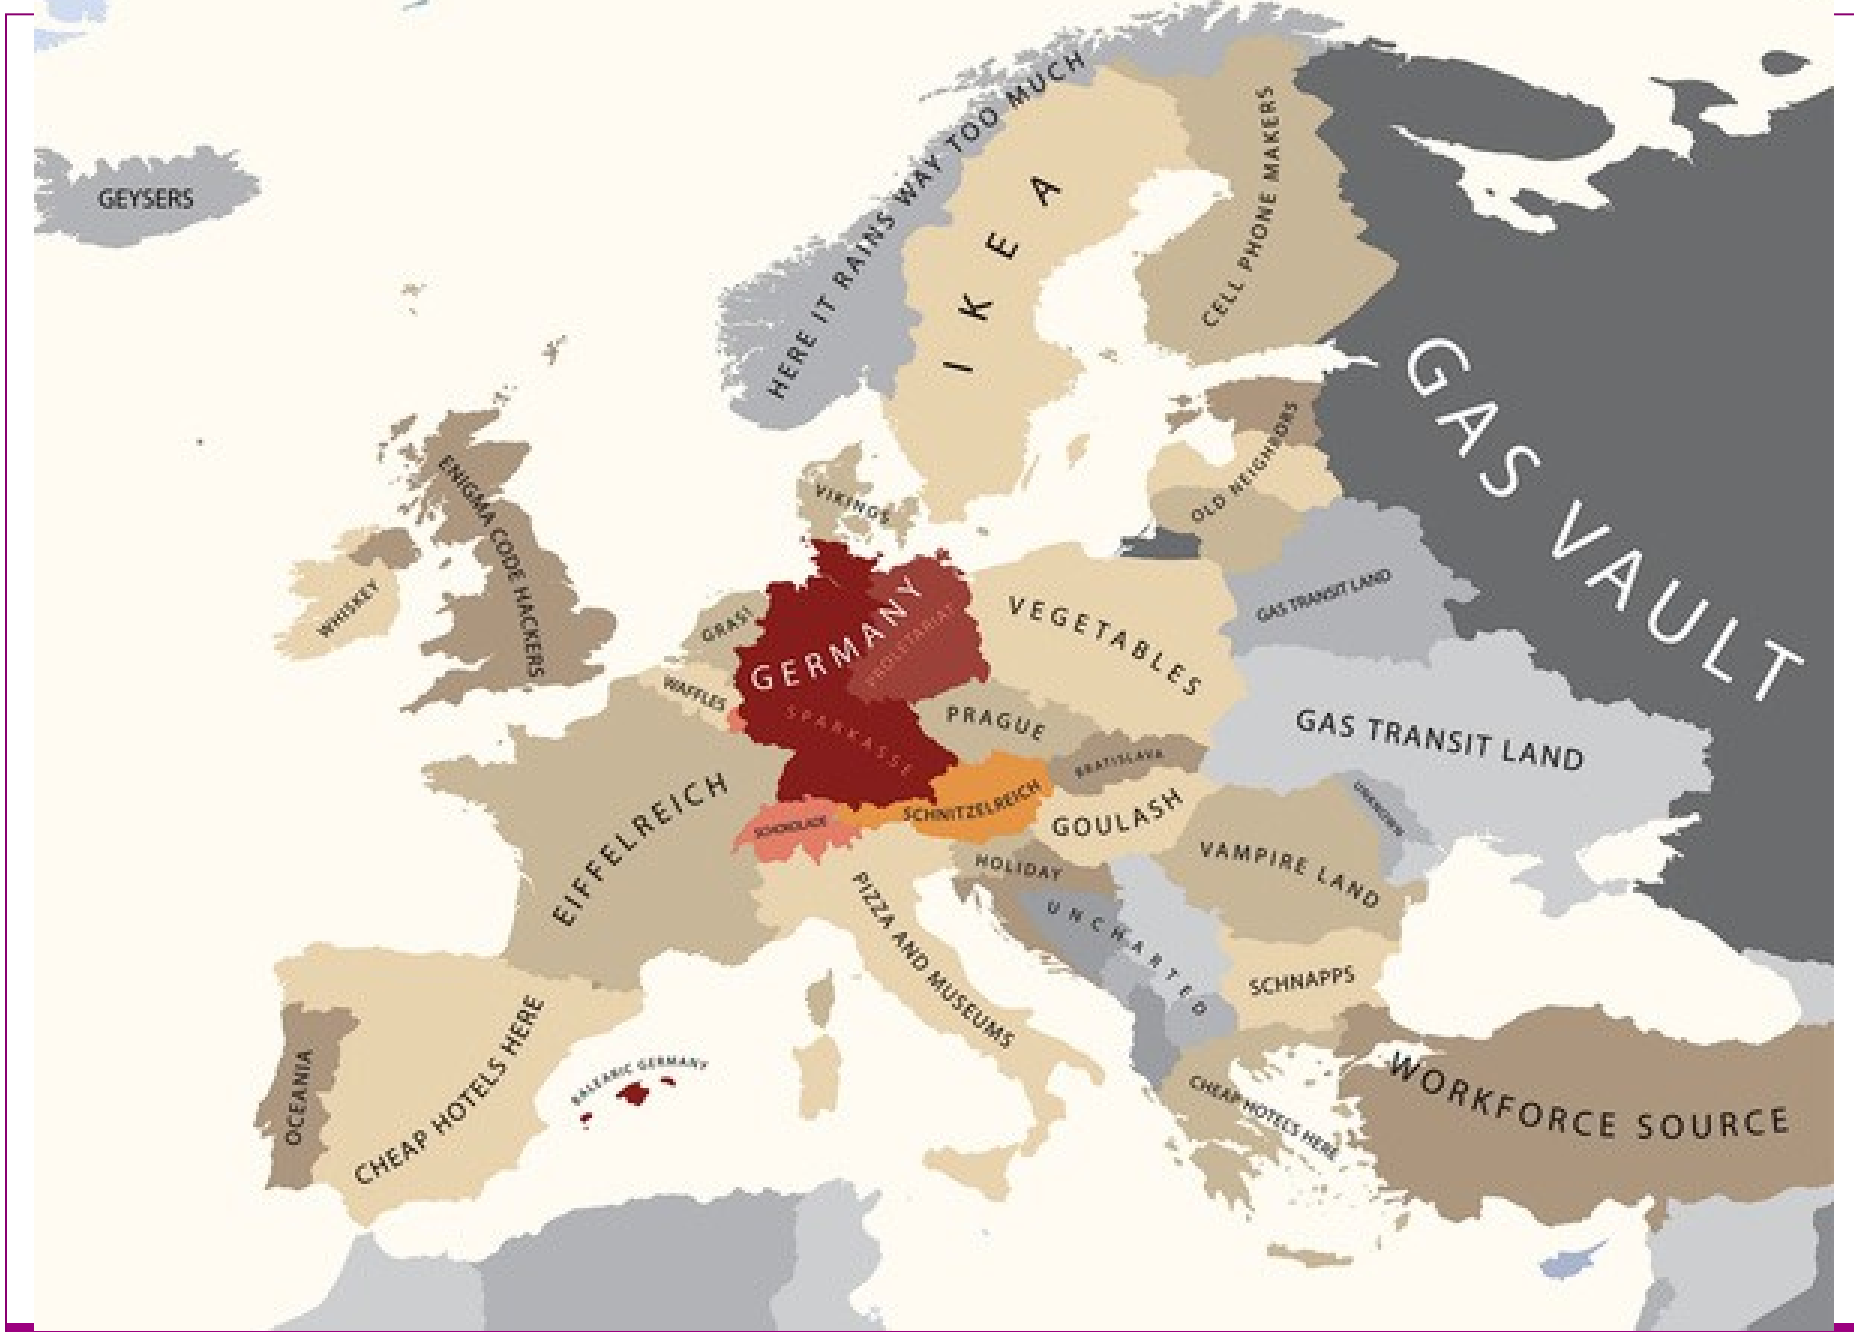 HERE IT RAINS WAY TOO MUCH
CELL PHONE MAKERS
GEYSERS
IKEA
GAS VAULT
OLD NEIGHBORS
ENIGMA CODE HACKERS
VIKINGS
WHISKEY
GRAS!
GERMANY
PROLETARIAT
VEGETABLES
GAS TRANSIT LAND
WAFFLES
SPARKASSE
PRAGUE
GAS TRANSIT LAND
BRATISLAVA
EIFFELREICH
SCHOKOLADE
SCHNITZELREICH
GOULASH
UNKNOWN
HOLIDAY
VAMPIRE LAND
PIZZA AND MUSEUMS
UNCHARTED
SCHNAPPS
OCEANIA
CHEAP HOTELS HERE
BALEARIC GERMANY
CHEAP HOTELS HERE
WORKFORCE SOURCE